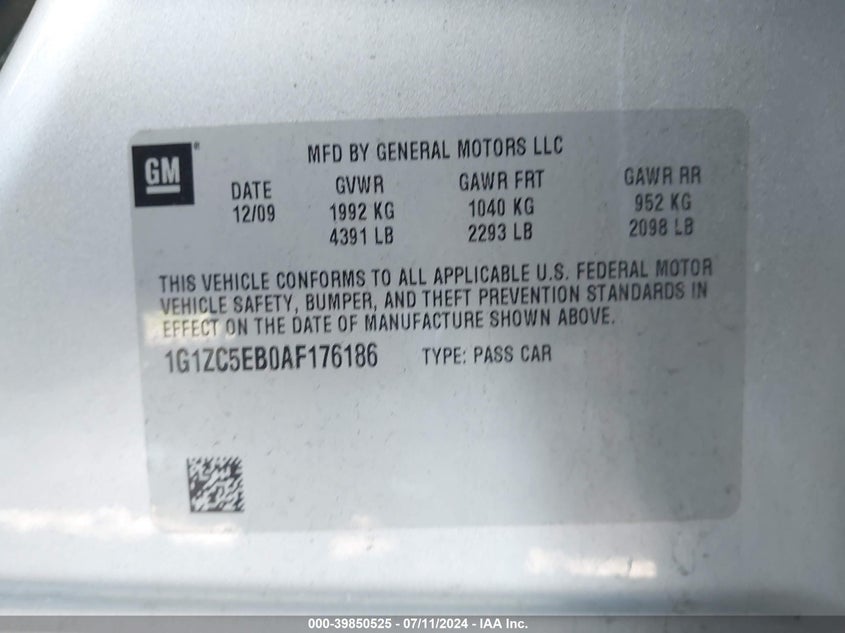 GM®
MFD BY GENERAL MOTORS LLC
DATE GVWR GAWR FRT GAWR RR
12/09 1992 KG 1040 KG 952 KG
4391 LB 2293 LB 2098 LB
THIS VEHICLE CONFORMS TO ALL APPLICABLE U.S. FEDERAL MOTOR
VEHICLE SAFETY, BUMPER, AND THEFT PREVENTION STANDARDS IN
EFFECT ON THE DATE OF MANUFACTURE SHOWN ABOVE.
1G1ZC5EB0AF176186 TYPE: PASS CAR
000-39850525 - 07/11/2024 - IAA Inc.